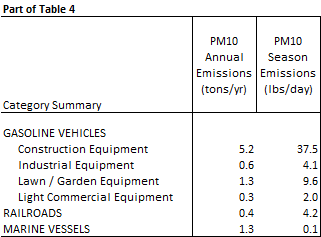 Part of Table 4
PM10 PM10
Annual Season
Emissions Emissions
Category Summary (tons/yr) (lbs/day)
GASOLINE VEHICLES
Construction Equipment 5.2 37.5
Industrial Equipment 0.6 4.1
Lawn / Garden Equipment 1.3 9.6
Light Commercial Equipment 0.3 2.0
RAILROADS 0.4 4.2
MARINE VESSELS 1.3 0.1